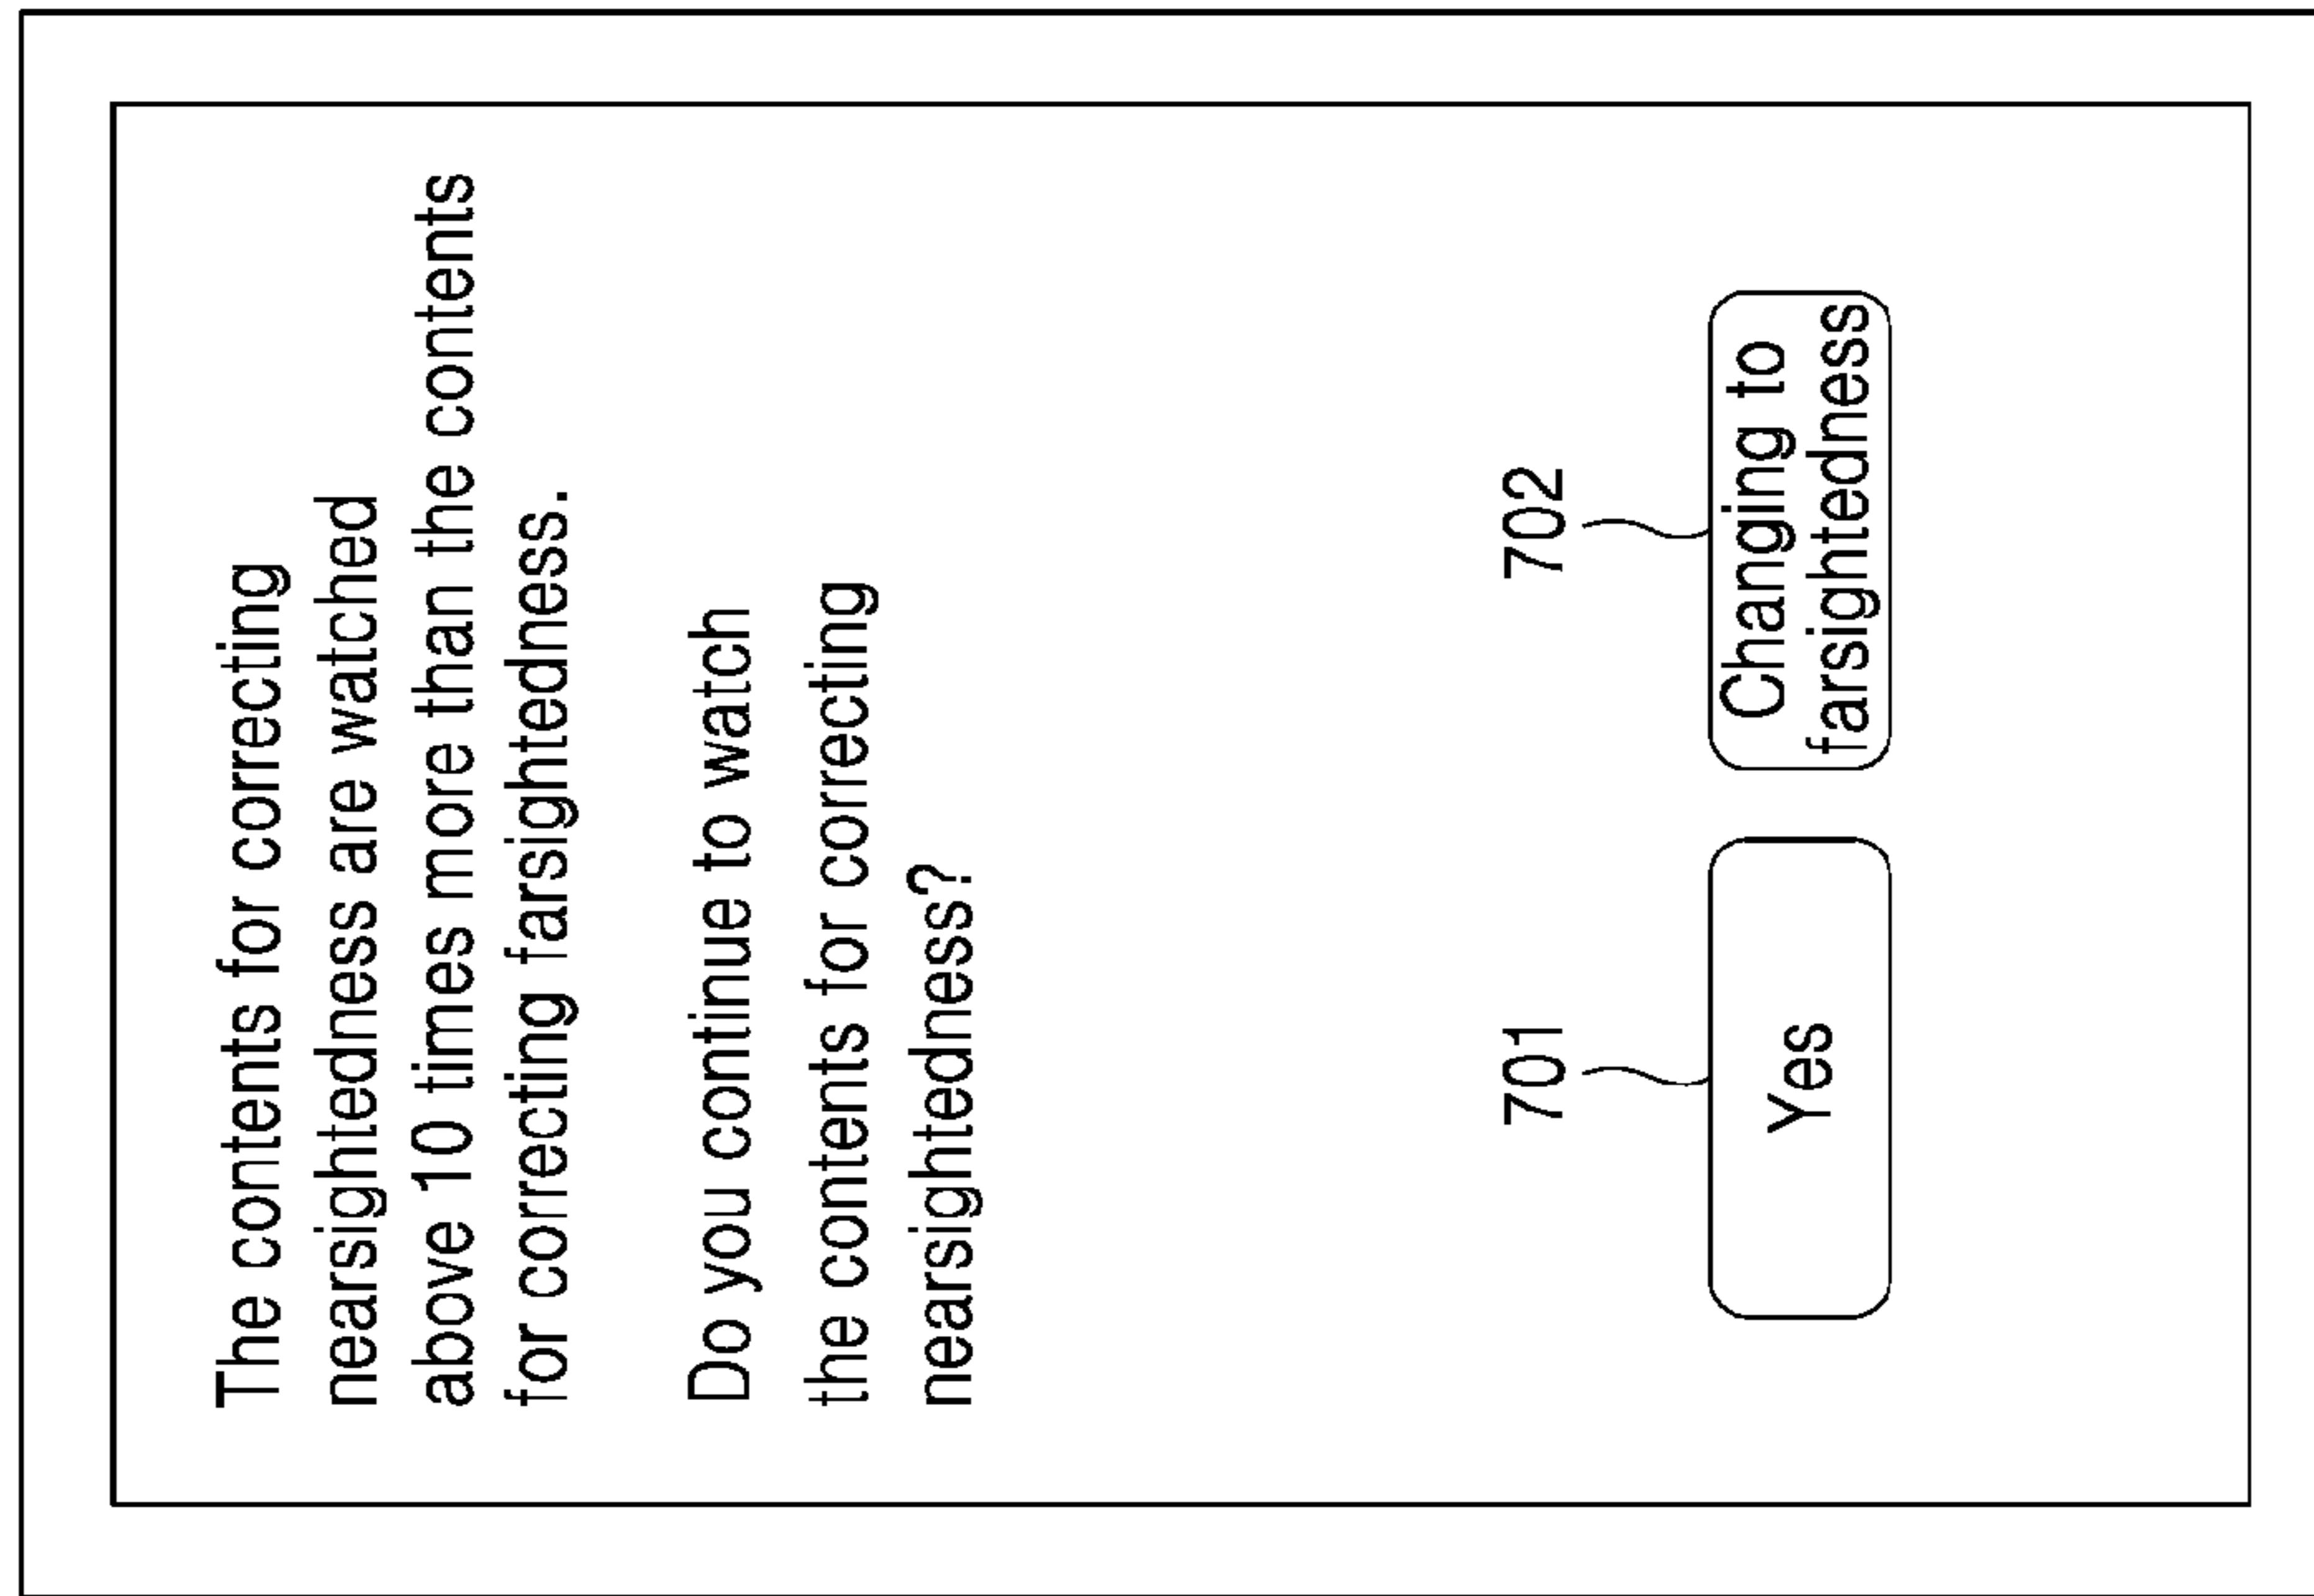 The contents for correcting
nearsightedness are watched
above 10 times more than the contents
for correcting farsightedness.
Do you continue to watch
the contents for correcting
nearsightedness?
701
702
Yes
Changing to
farsightedness